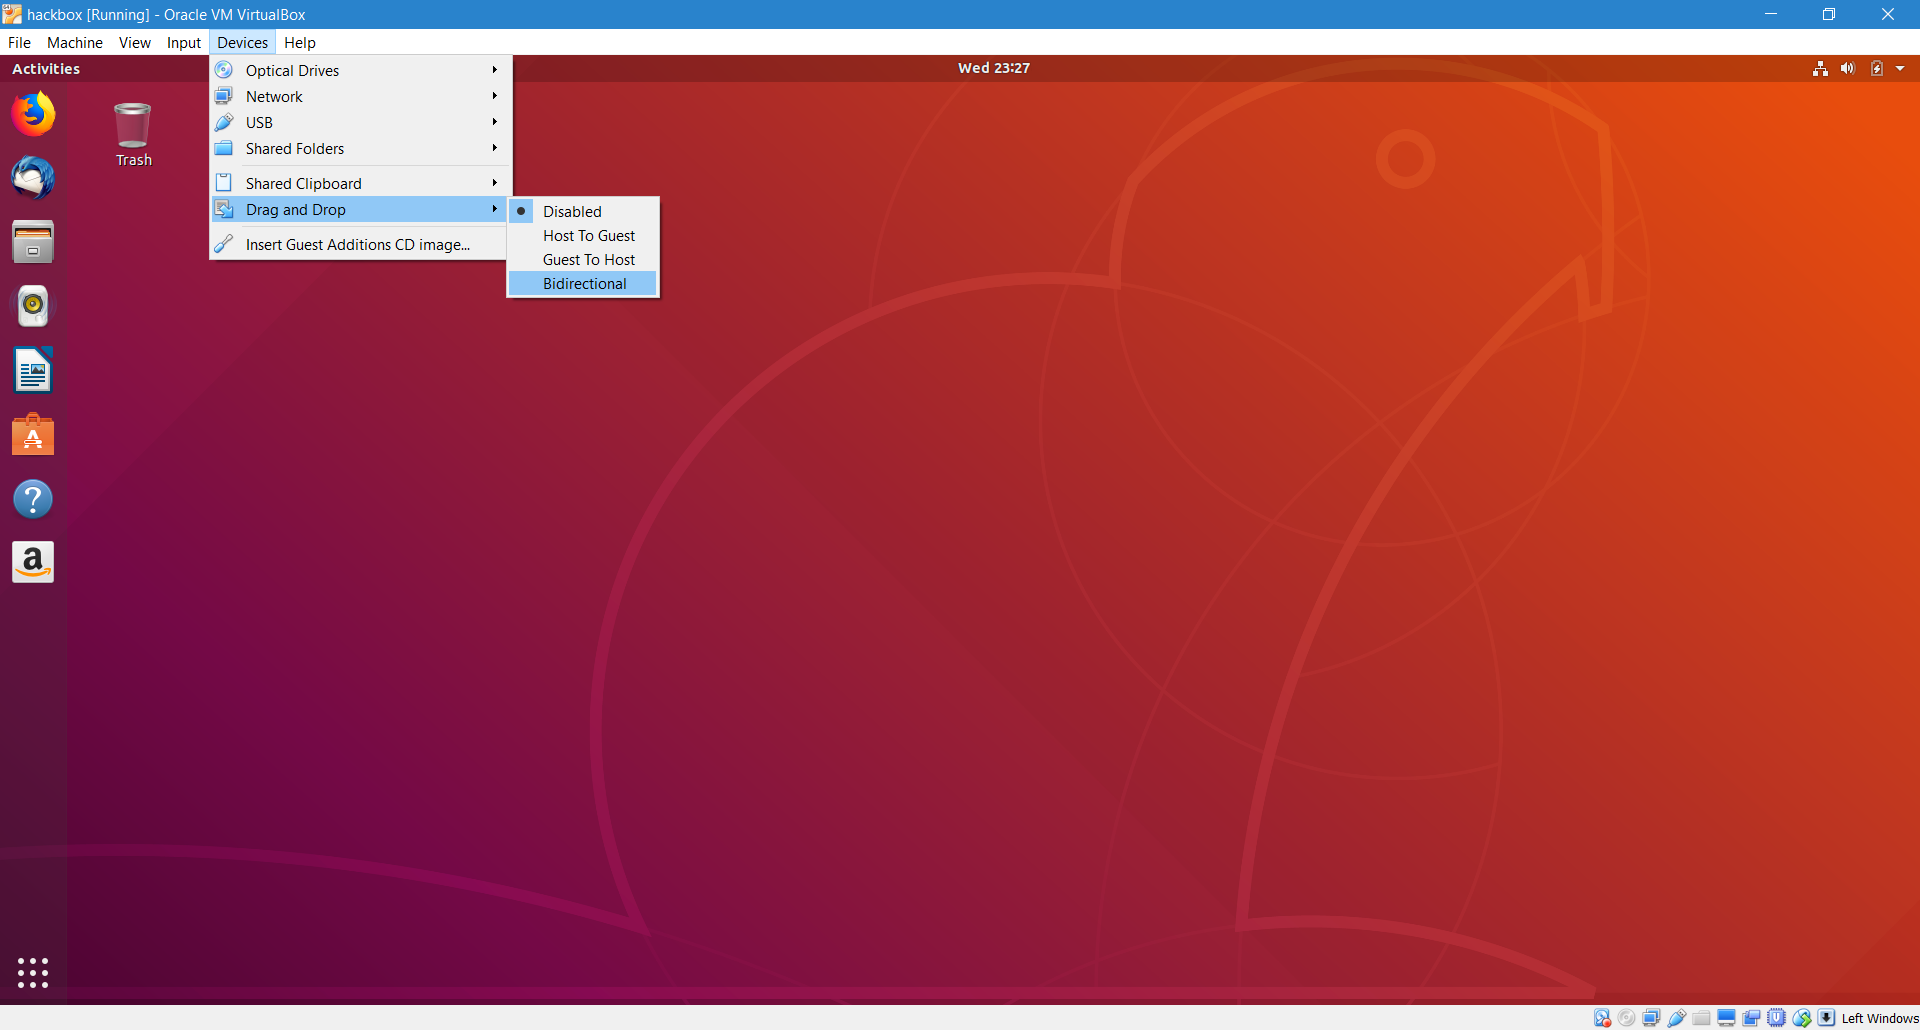 hackbox [Running] - Oracle VM VirtualBox
File Machine View Input Devices Help
Activities
Wed 23:27
Trash
Optical Drives
Network
USB
Shared Folders
Shared Clipboard
Drag and Drop
Insert Guest Additions CD image...
Disabled
Host To Guest
Guest To Host
Bidirectional
Left Windows